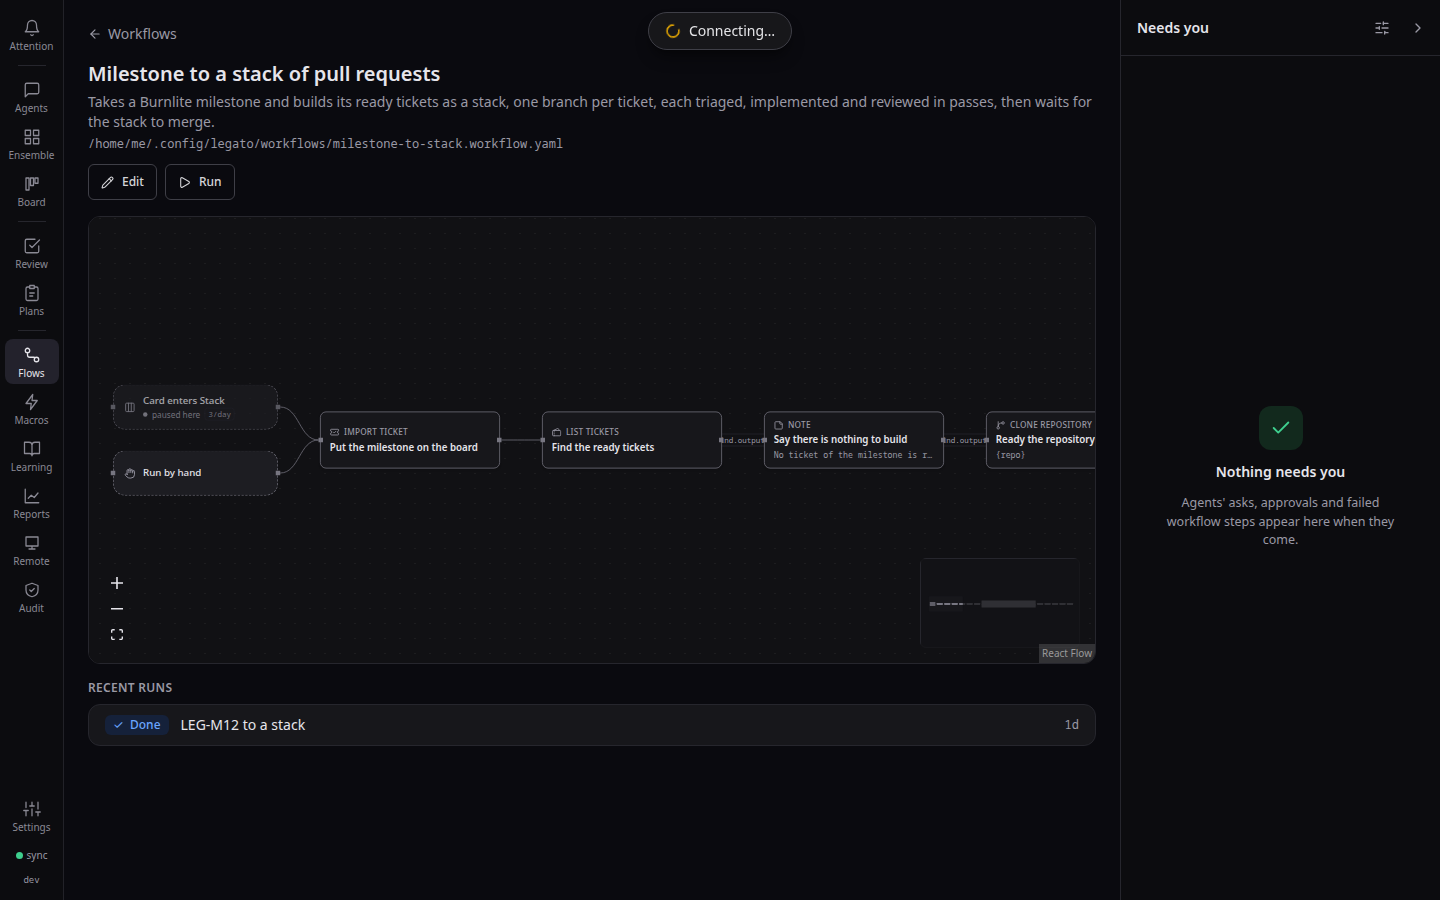 Attention
Agents
Ensemble
Board
Review
Plans
Flows
Macros
Learning
Reports
Remote
Audit
Settings
sync
dev
Workflows
Connecting...
Milestone to a stack of pull requests
Takes a Burnlite milestone and builds its ready tickets as a stack, one branch per ticket, each triaged, implemented and reviewed in passes, then waits for
the stack to merge.
/home/me/.config/legato/workflows/milestone-to-stack.workflow.yaml
Edit
Run
Card enters Stack
paused here 3/day
Run by hand
IMPORT TICKET
Put the milestone on the board
LIST TICKETS
Find the ready tickets
ind.output
NOTE
Say there is nothing to build
No ticket of the milestone is r…
ind.output
CLONE REPOSITORY
Ready the repository
{repo}
React Flow
RECENT RUNS
Done
LEG-M12 to a stack
1d
Needs you
Nothing needs you
Agents' asks, approvals and failed
workflow steps appear here when they
come.